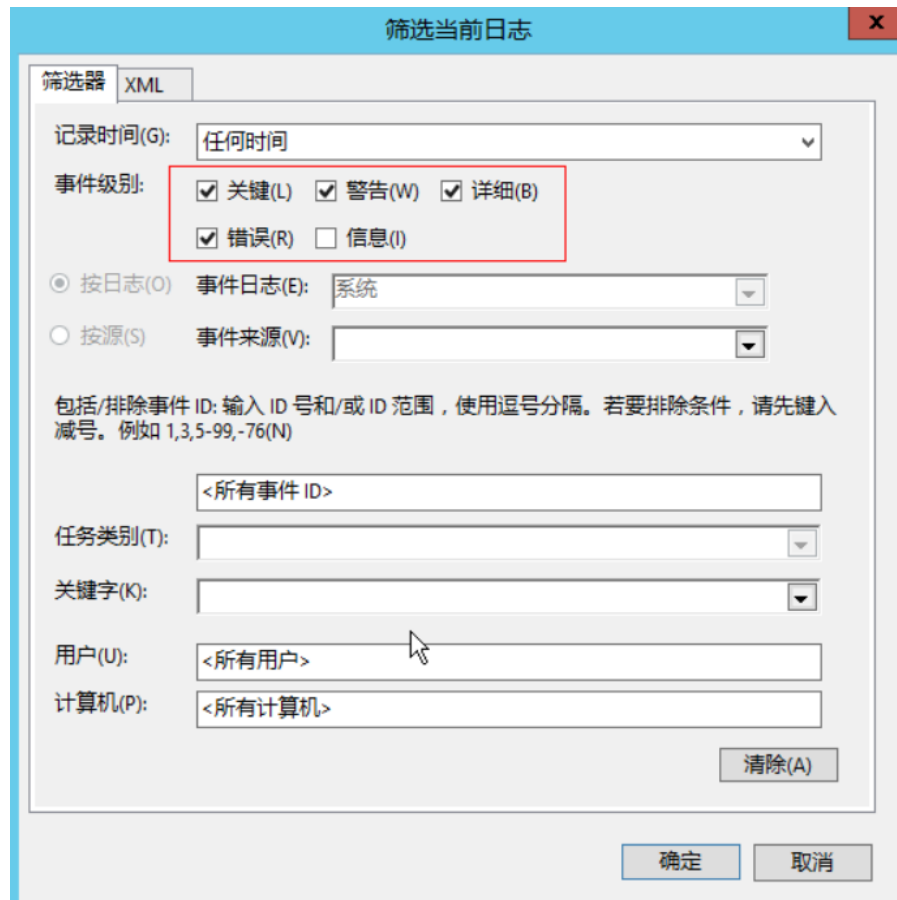 筛选当前日志
x
筛选器 XML
记录时间(G): 任何时间
事件级别: 关键(L) 警告(W) 详细(B)
错误(R) 信息(I)
按日志(O) 事件日志(E): 系统
按源(S) 事件来源(V):
包括/排除事件 ID: 输入 ID 号和/或 ID 范围，使用逗号分隔。若要排除条件，请先键入
减号。例如 1,3,5-99,-76(N)
<所有事件 ID>
任务类别(T):
关键字(K):
用户(U): <所有用户>
计算机(P): <所有计算机>
清除(A)
确定 取消